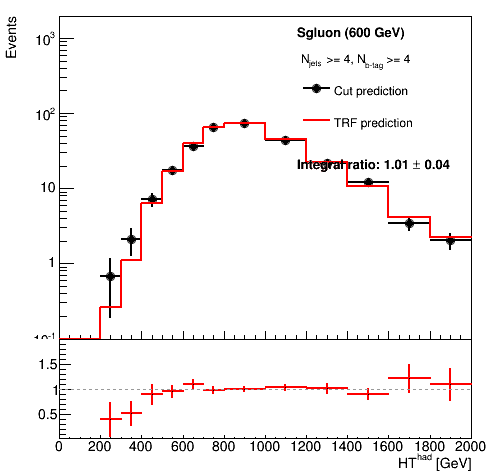 Events
Sgluon (600 GeV)
N_jets >= 4, N_b-tag >= 4
Cut prediction
TRF prediction
Integral ratio: 1.01 ± 0.04
10³
10²
10
1
10⁻¹
1.5
1
0.5
0 200 400 600 800 1000 1200 1400 1600 1800 2000
HT^had [GeV]